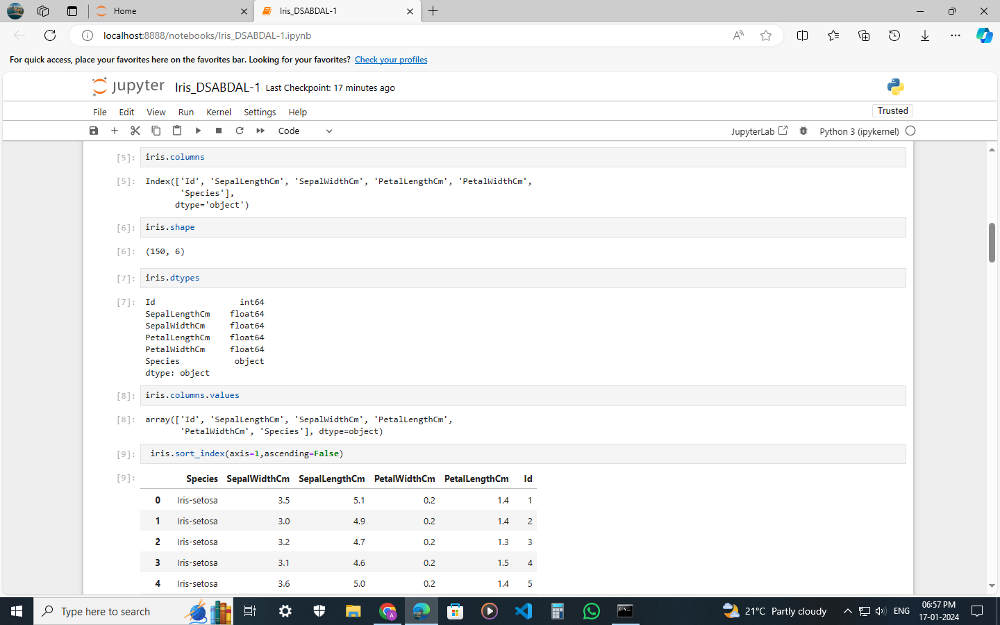 Home
Iris_DSABDAL-1
localhost:8888/notebooks/Iris_DSABDAL-1.ipynb
For quick access, place your favorites here on the favorites bar. Looking for your favorites? Check your profiles
jupyter Iris_DSABDAL-1 Last Checkpoint: 17 minutes ago
File Edit View Run Kernel Settings Help
Trusted
Code
JupyterLab Python 3 (ipykernel)
[5]: iris.columns
[5]: Index(['Id', 'SepalLengthCm', 'SepalWidthCm', 'PetalLengthCm', 'PetalWidthCm',
'Species'],
dtype='object')
[6]: iris.shape
[6]: (150, 6)
[7]: iris.dtypes
[7]: Id int64
SepalLengthCm float64
SepalWidthCm float64
PetalLengthCm float64
PetalWidthCm float64
Species object
dtype: object
[8]: iris.columns.values
[8]: array(['Id', 'SepalLengthCm', 'SepalWidthCm', 'PetalLengthCm',
'PetalWidthCm', 'Species'], dtype=object)
[9]: iris.sort_index(axis=1,ascending=False)
[9]: Species SepalWidthCm SepalLengthCm PetalWidthCm PetalLengthCm Id
0 Iris-setosa 3.5 5.1 0.2 1.4 1
1 Iris-setosa 3.0 4.9 0.2 1.4 2
2 Iris-setosa 3.2 4.7 0.2 1.3 3
3 Iris-setosa 3.1 4.6 0.2 1.5 4
4 Iris-setosa 3.6 5.0 0.2 1.4 5
Type here to search
21°C Partly cloudy
ENG
06:57 PM
17-01-2024